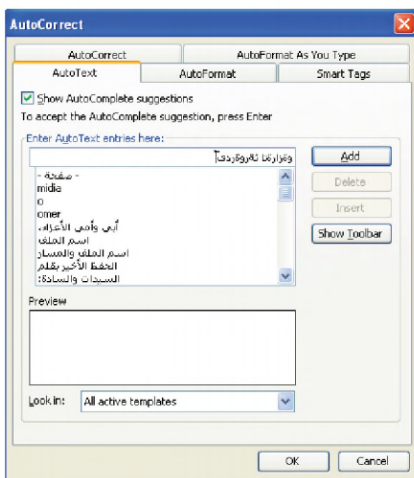 AutoCorrect
AutoCorrect AutoFormat As You Type
AutoText AutoFormat Smart Tags
Show AutoComplete suggestions
To accept the AutoComplete suggestion, press Enter
Enter AutoText entries here:
وةزارةتا ثةروةردىَ Add
- صفحة - Delete
midia
o Insert
omer
أبي وأمي الأعزاء، Show Toolbar
اسم الملف
اسم الملف والمسار
الحفظ الأخير بقلم
السيدات والسادة:
Preview
Look in: All active templates
OK Cancel